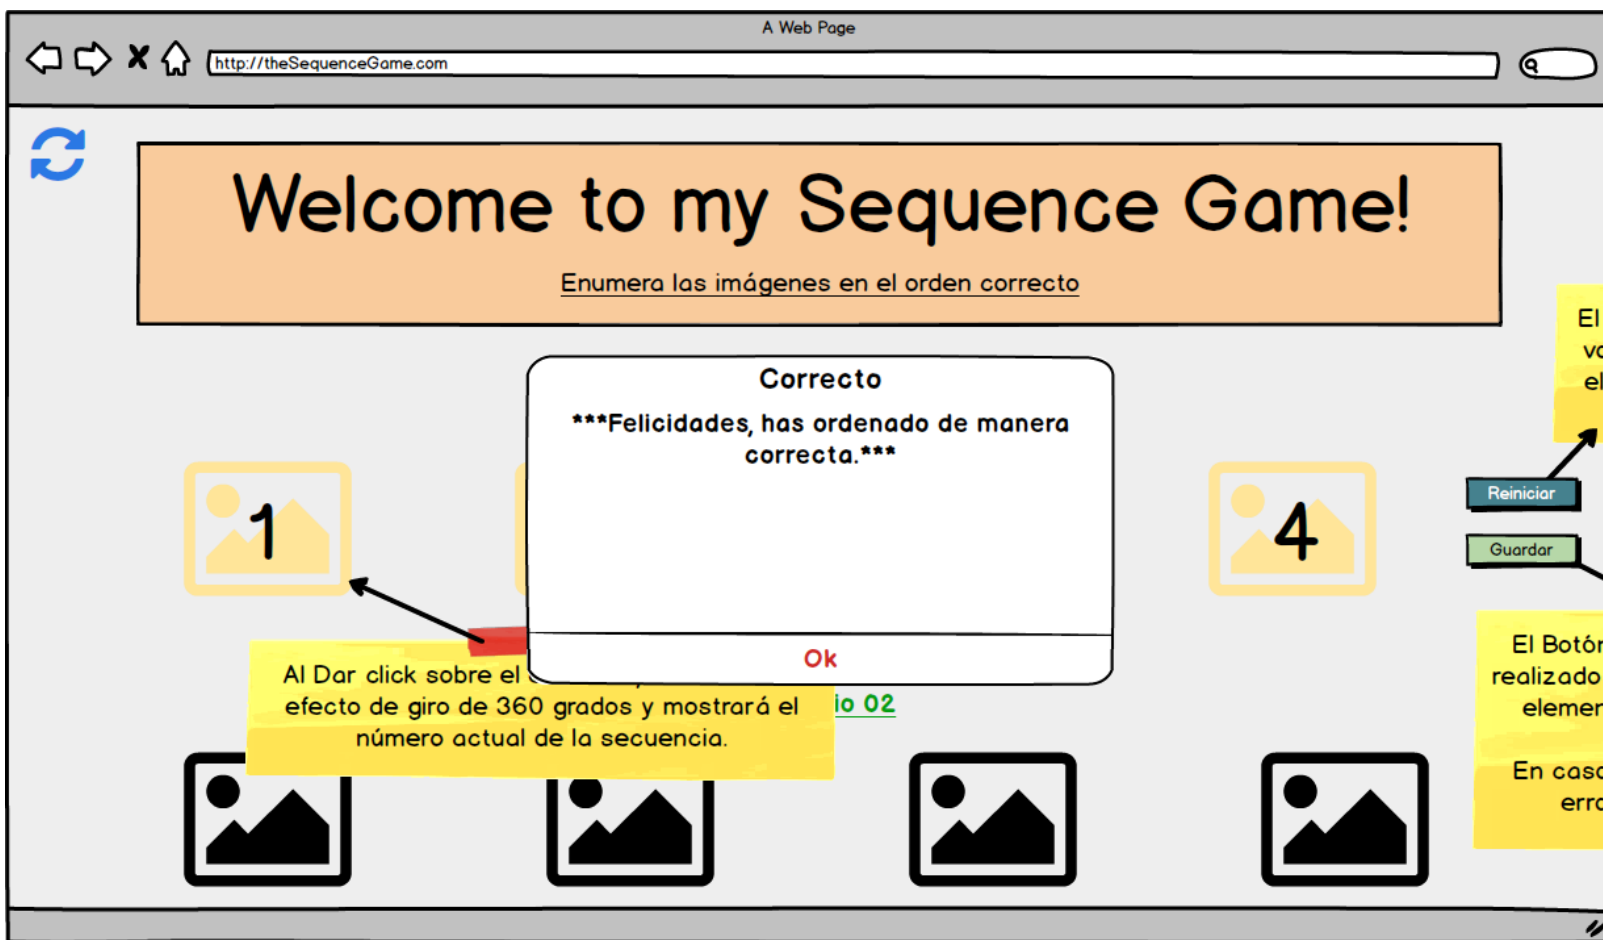 A Web Page
http://theSequenceGame.com
Welcome to my Sequence Game!
Enumera las imágenes en el orden correcto
El
el
Correcto
***Felicidades, has ordenado de manera
correcta.***
Ok
1
4
Reiniciar
Guardar
Al Dar click sobre el
efecto de giro de 360 grados y mostrará el
número actual de la secuencia.
io 02
El Botón
realizado
En caso